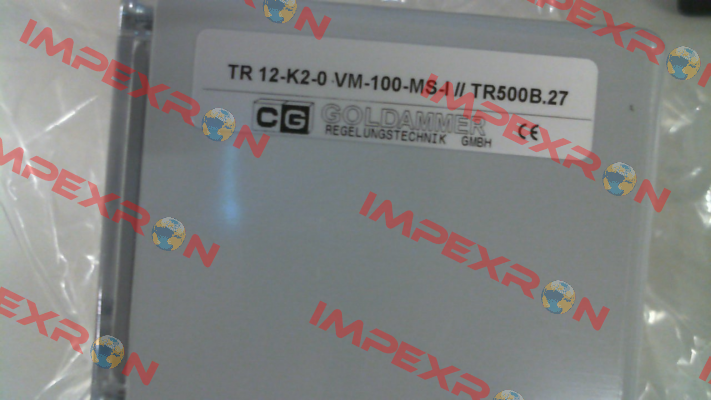 TR 12-K2-0 VM-100-MS-I // TR500B.27
CG GOLDAMMER
REGELUNGSTECHNIK GMBH CE
IMPEXRON
IMPEXRON
IMPEXRON
IMPEXRON
IMPEXRON
IMPEXRON